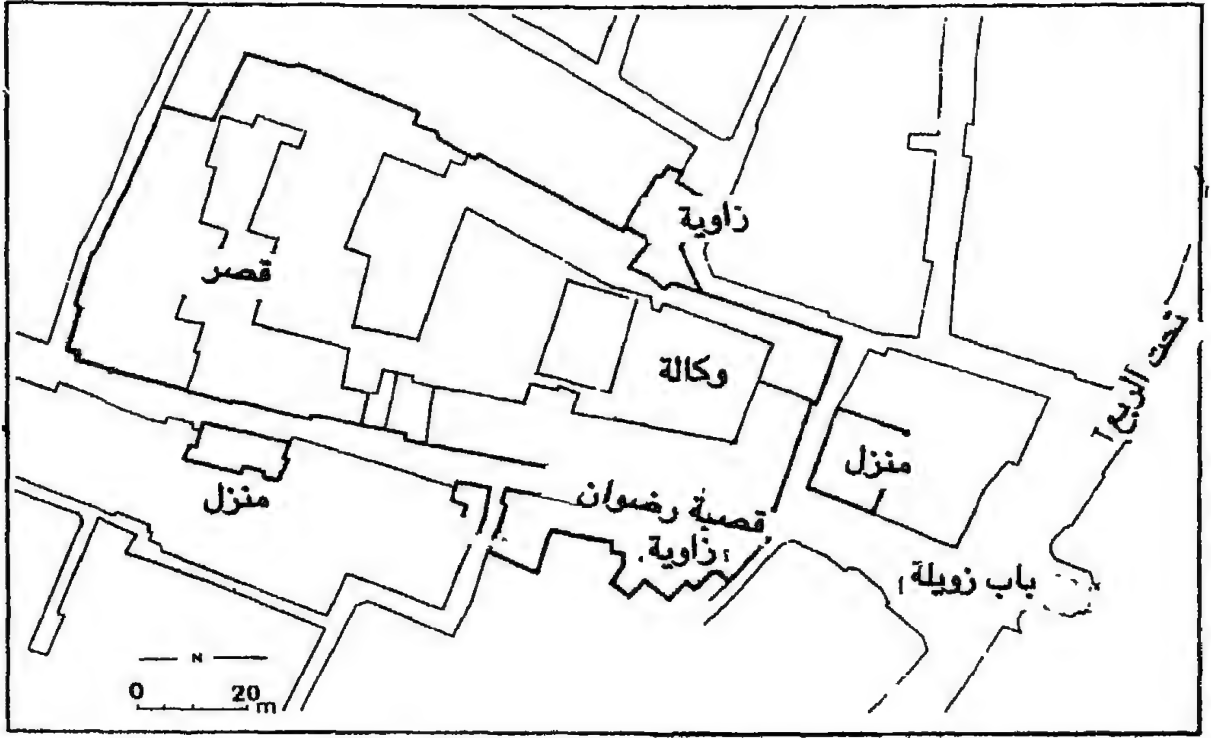 زاوية
قصر
تحت الربع
وكالة
منزل
منزل
قصبة رضوان
زاوية
باب زويلة
N
0 20 m